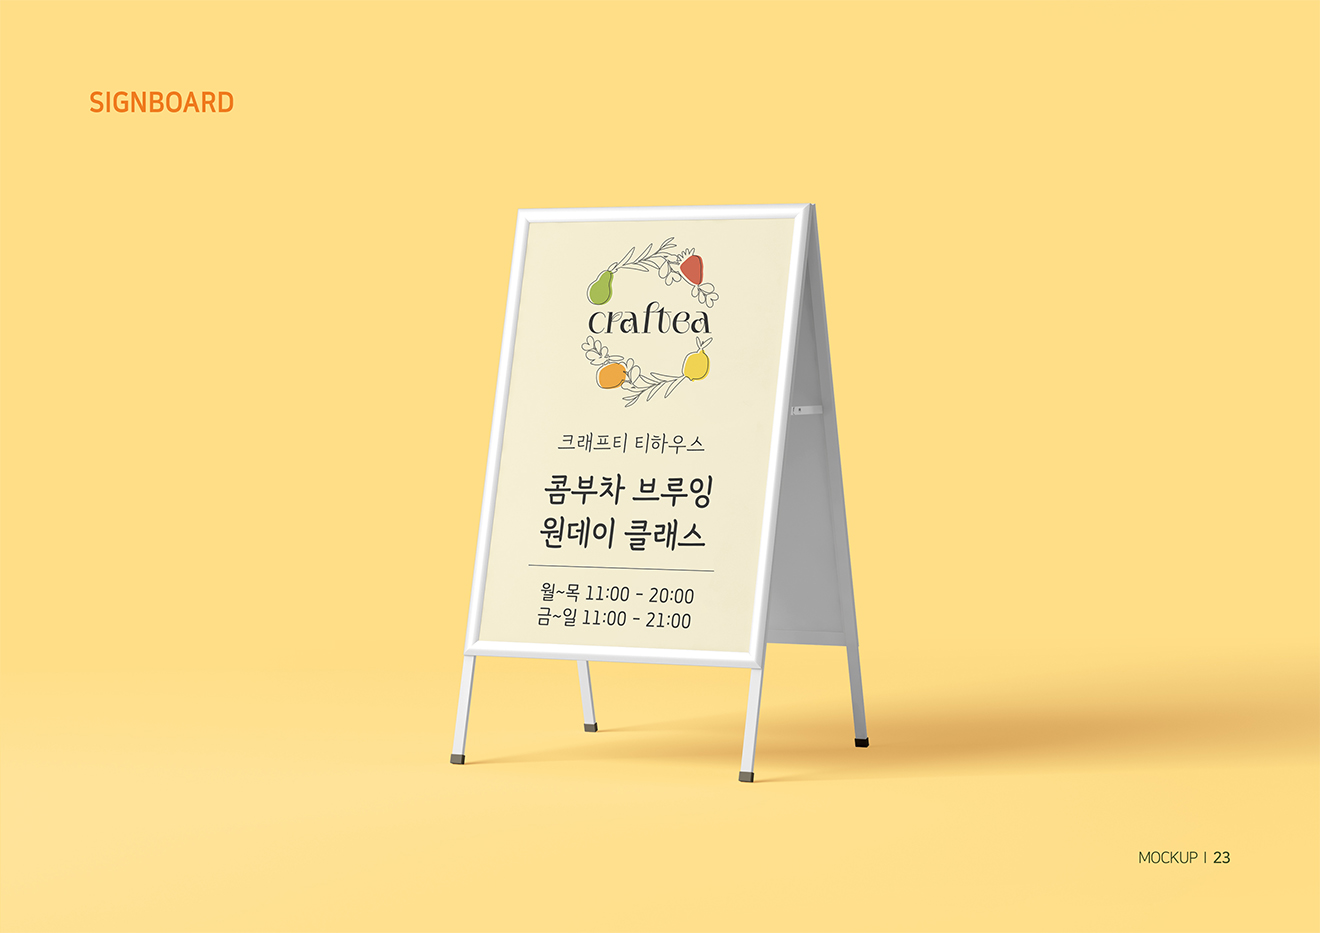 SIGNBOARD
craftea
크래프티 티하우스
콤부차 브루잉
원데이 클래스
월~목 11:00 - 20:00
금~일 11:00 - 21:00
MOCKUP | 23